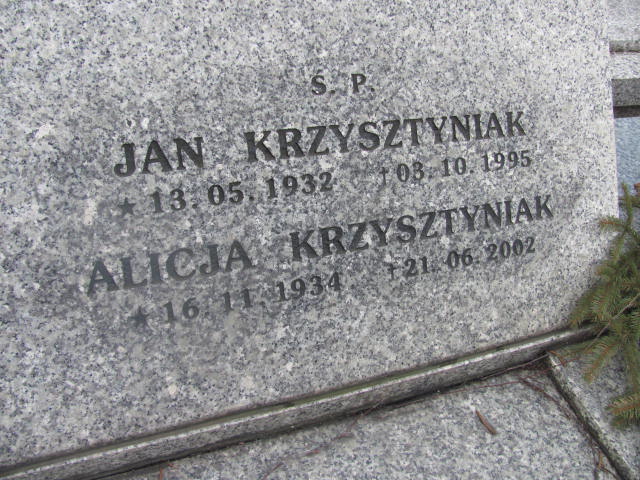 Ś. P.
JAN KRZYSZTYNIAK
★ 13. 05. 1932 †03. 10. 1995
ALICJA KRZYSZTYNIAK
★ 16 11. 1934 †21. 06. 2002